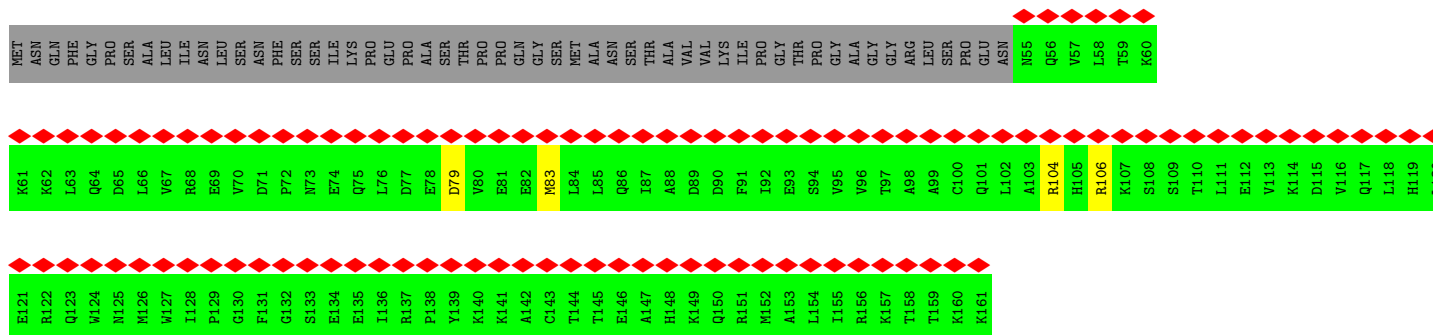 MET ASN GLN PHE GLY PRO SER ALA LEU ILE ASN LEU SER ASN PHE SER SER ILE LYS PRO GLU PRO ALA SER THR PRO PRO GLN GLY SER MET ALA ASN SER THR ALA VAL VAL LYS ILE PRO GLY THR PRO GLY ALA GLY GLY ARG LEU SER PRO GLU ASN N55 Q56 V57 L58 T59 K60
K61 K62 L63 Q64 D65 L66 V67 R68 E69 V70 D71 P72 N73 E74 Q75 L76 D77 E78 D79 V80 E81 E82 M83 L84 L85 Q86 I87 A88 D89 D90 F91 I92 E93 S94 V95 V96 T97 A98 A99 C100 Q101 L102 A103 R104 H105 R106 K107 S108 S109 T110 L111 E112 V113 K114 D115 V116 Q117 L118 H119
E121 R122 Q123 W124 N125 M126 W127 I128 P129 G130 F131 G132 S133 E134 E135 I136 R137 P138 Y139 K140 K141 A142 C143 T144 T145 E146 A147 H148 K149 Q150 R151 M152 A153 L154 I155 R156 K157 T158 T159 K160 K161